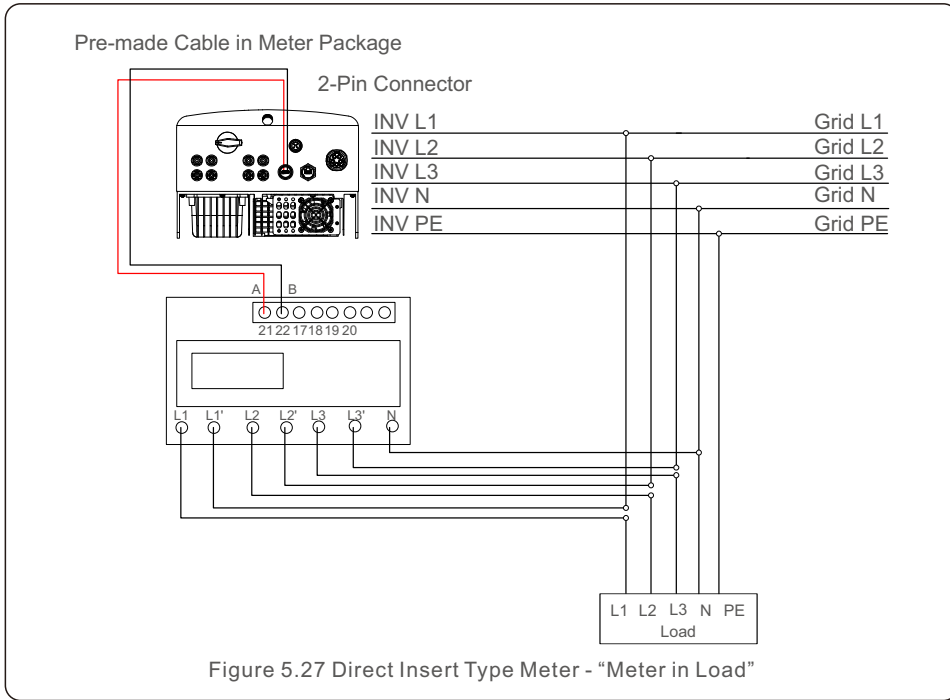 Pre-made Cable in Meter Package
2-Pin Connector
INV L1 Grid L1
INV L2 Grid L2
INV L3 Grid L3
INV N Grid N
INV PE Grid PE
A B
21 22 17 18 19 20
L1 L1' L2 L2' L3 L3' N
L1 L2 L3 N PE
Load
Figure 5.27 Direct Insert Type Meter - “Meter in Load”